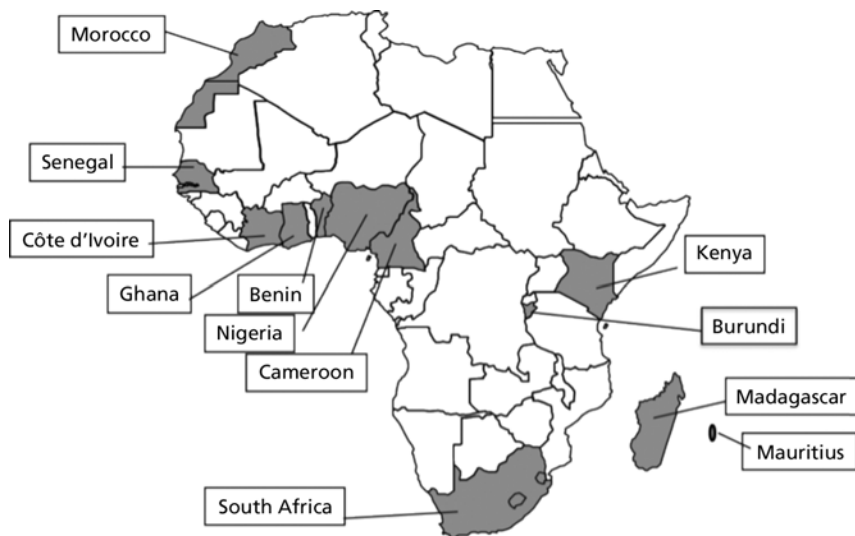 Morocco
Senegal
Côte d’Ivoire
Ghana
Benin
Nigeria
Cameroon
Kenya
Burundi
Madagascar
Mauritius
South Africa